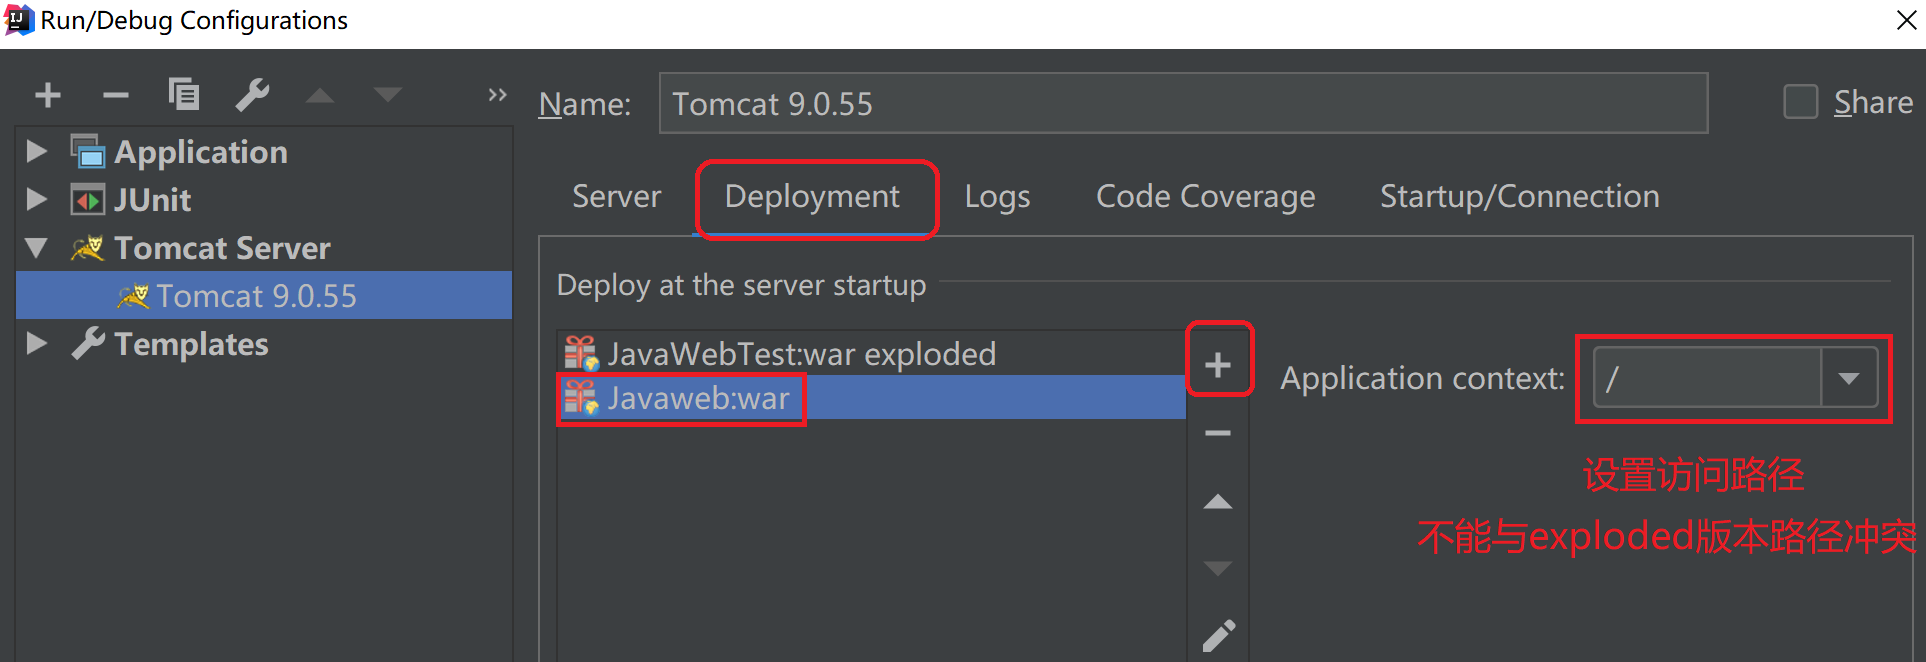 Run/Debug Configurations
Name: Tomcat 9.0.55 Share
Application
JUnit
Tomcat Server
Tomcat 9.0.55
Templates
Server Deployment Logs Code Coverage Startup/Connection
Deploy at the server startup
JavaWebTest:war exploded
Javaweb:war
Application context: /
设置访问路径
不能与exploded版本路径冲突